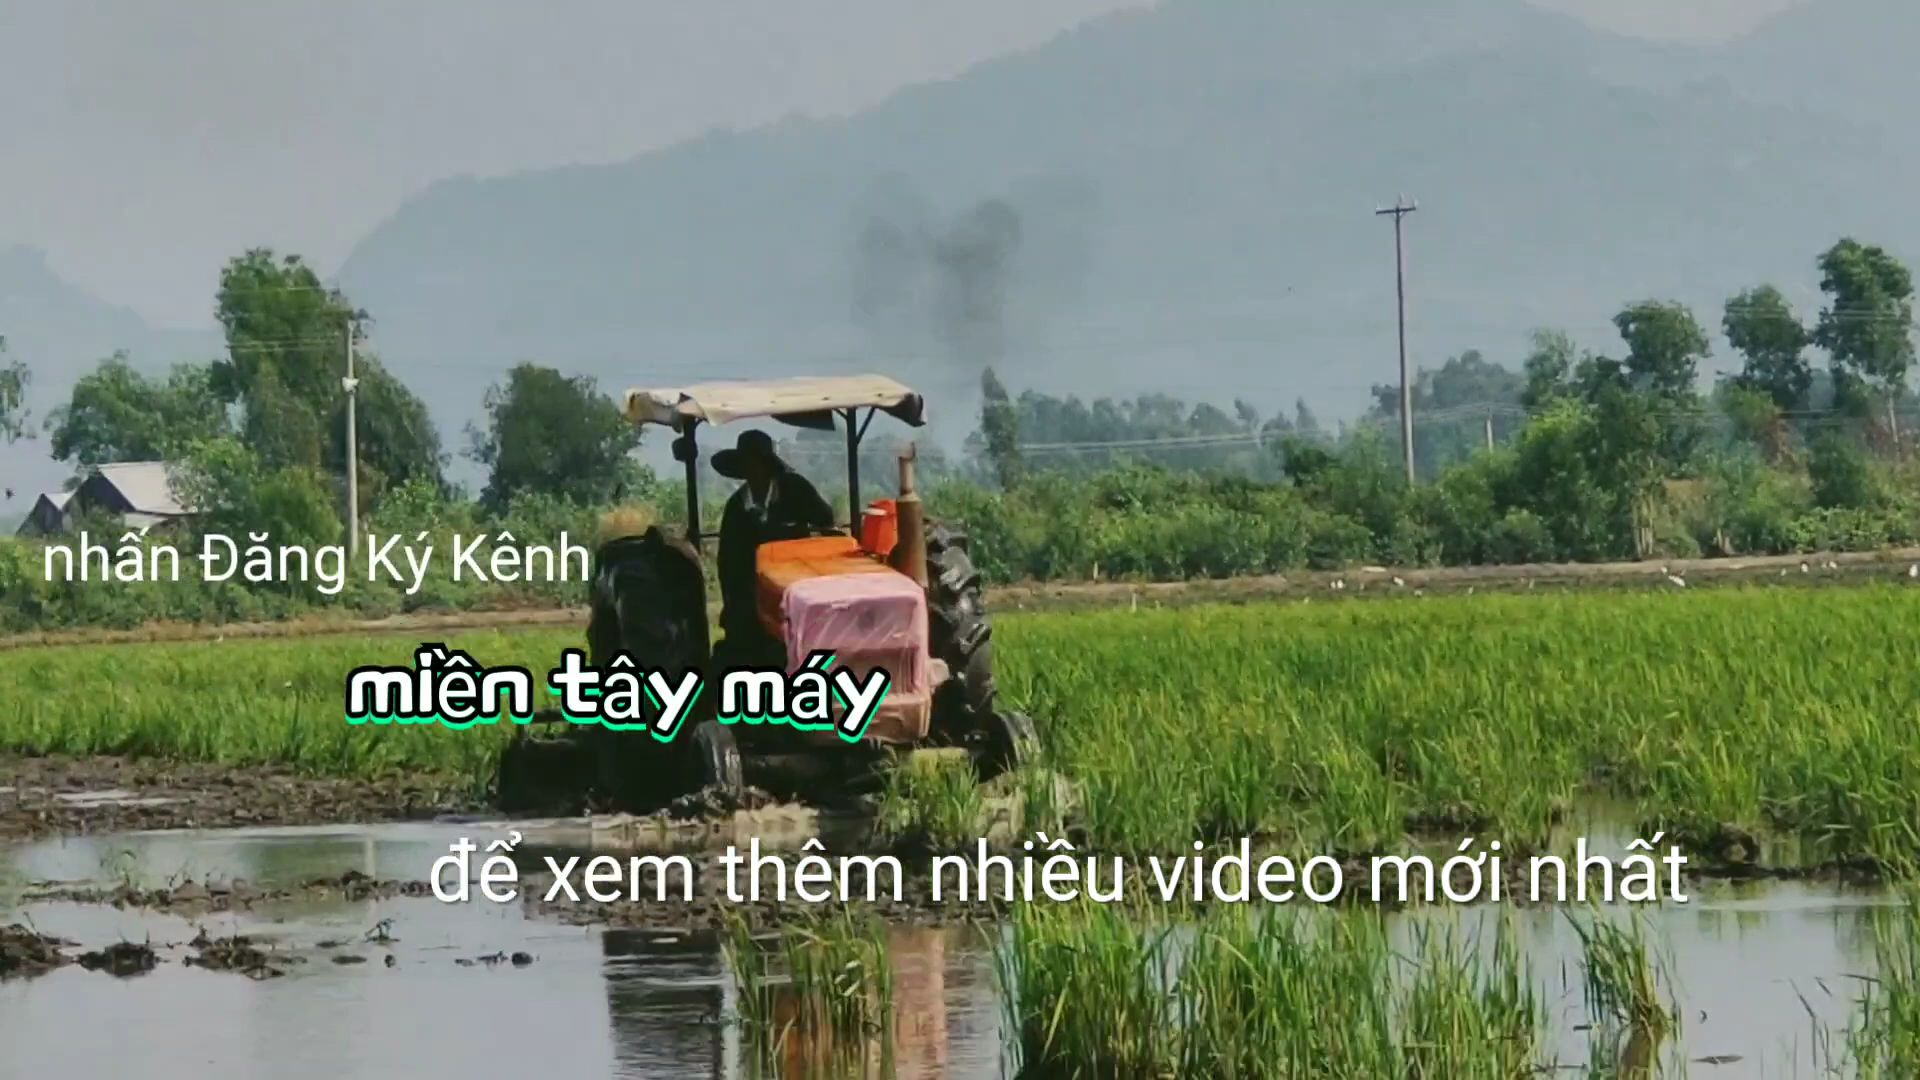 nhấn Đăng Ký Kênh
miền tây máy
để xem thêm nhiều video mới nhất